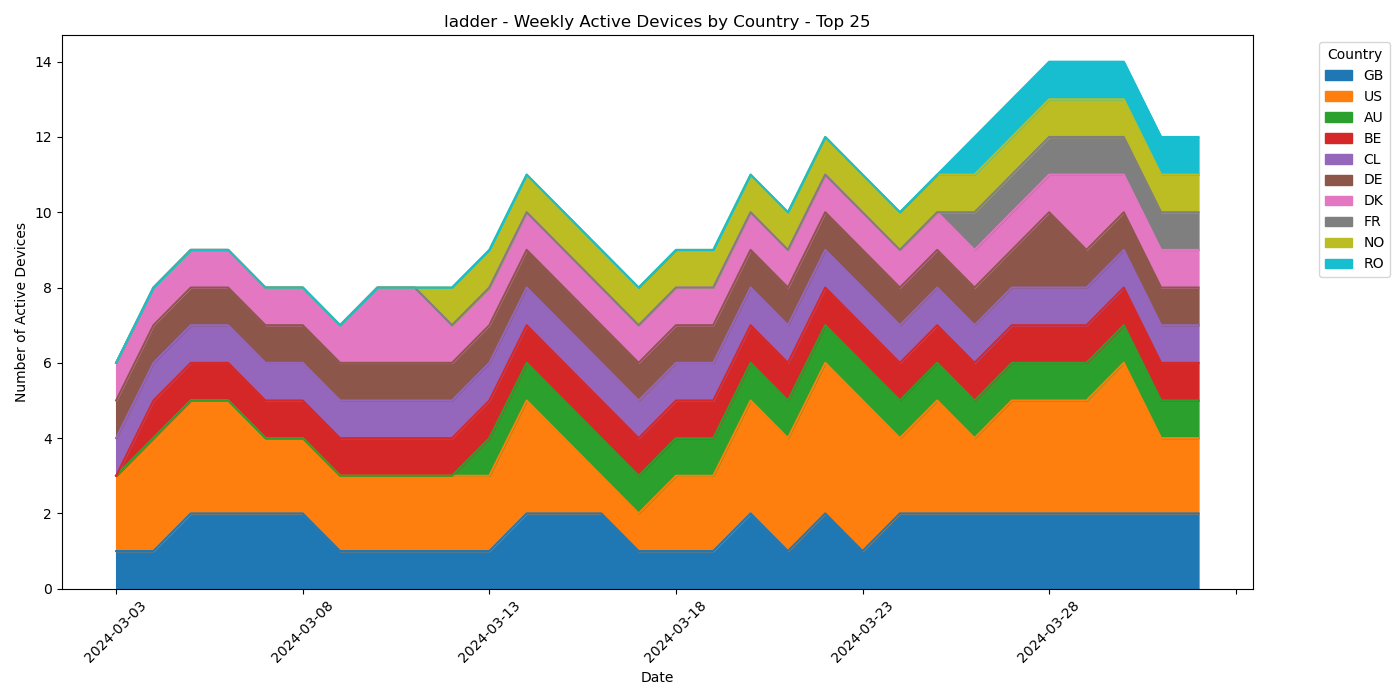 ladder - Weekly Active Devices by Country - Top 25
Number of Active Devices
14
12
10
8
6
4
2
0
2024-03-03
2024-03-08
2024-03-13
2024-03-18
2024-03-23
2024-03-28
Date
Country
GB
US
AU
BE
CL
DE
DK
FR
NO
RO